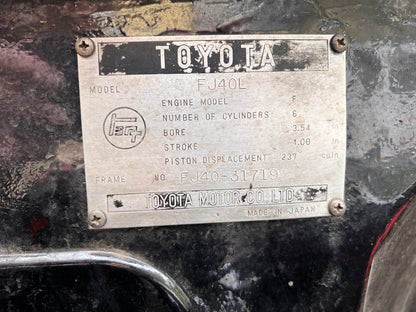 TOYOTA
MODEL FJ40L
ENGINE MODEL F
NUMBER OF CYLINDERS 6
BORE 3.54 in
STROKE 4.00 in
PISTON DISPLACEMENT 237 cu.in
FRAME NO FJ40-31719
TOYOTA MOTOR CO., LTD.
MADE IN JAPAN